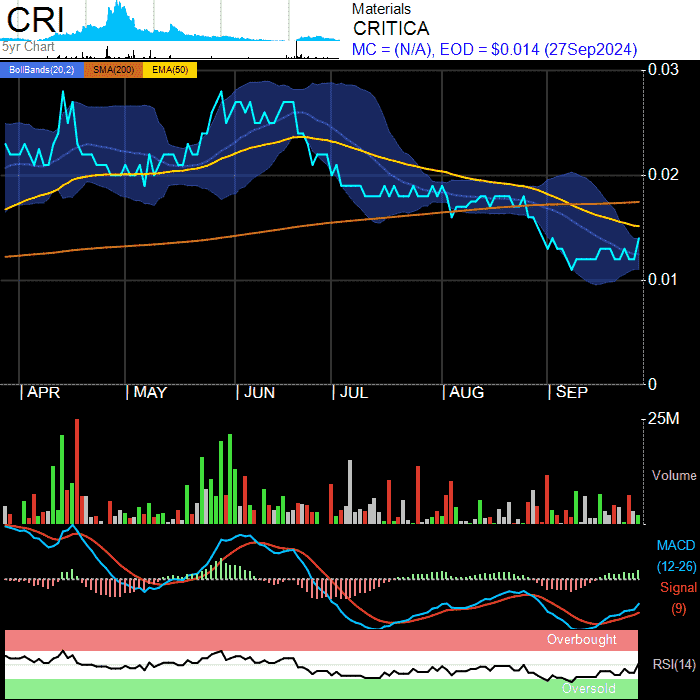 CRI
5yr Chart
Materials
CRITICA
MC = (N/A), EOD = $0.014 (27Sep2024)
BollBands(20,2) SMA(200) EMA(50)
0.03
0.02
0.01
0
APR MAY JUN JUL AUG SEP
25M
Volume
MACD
(12-26)
Signal
(9)
Overbought
RSI(14)
Oversold